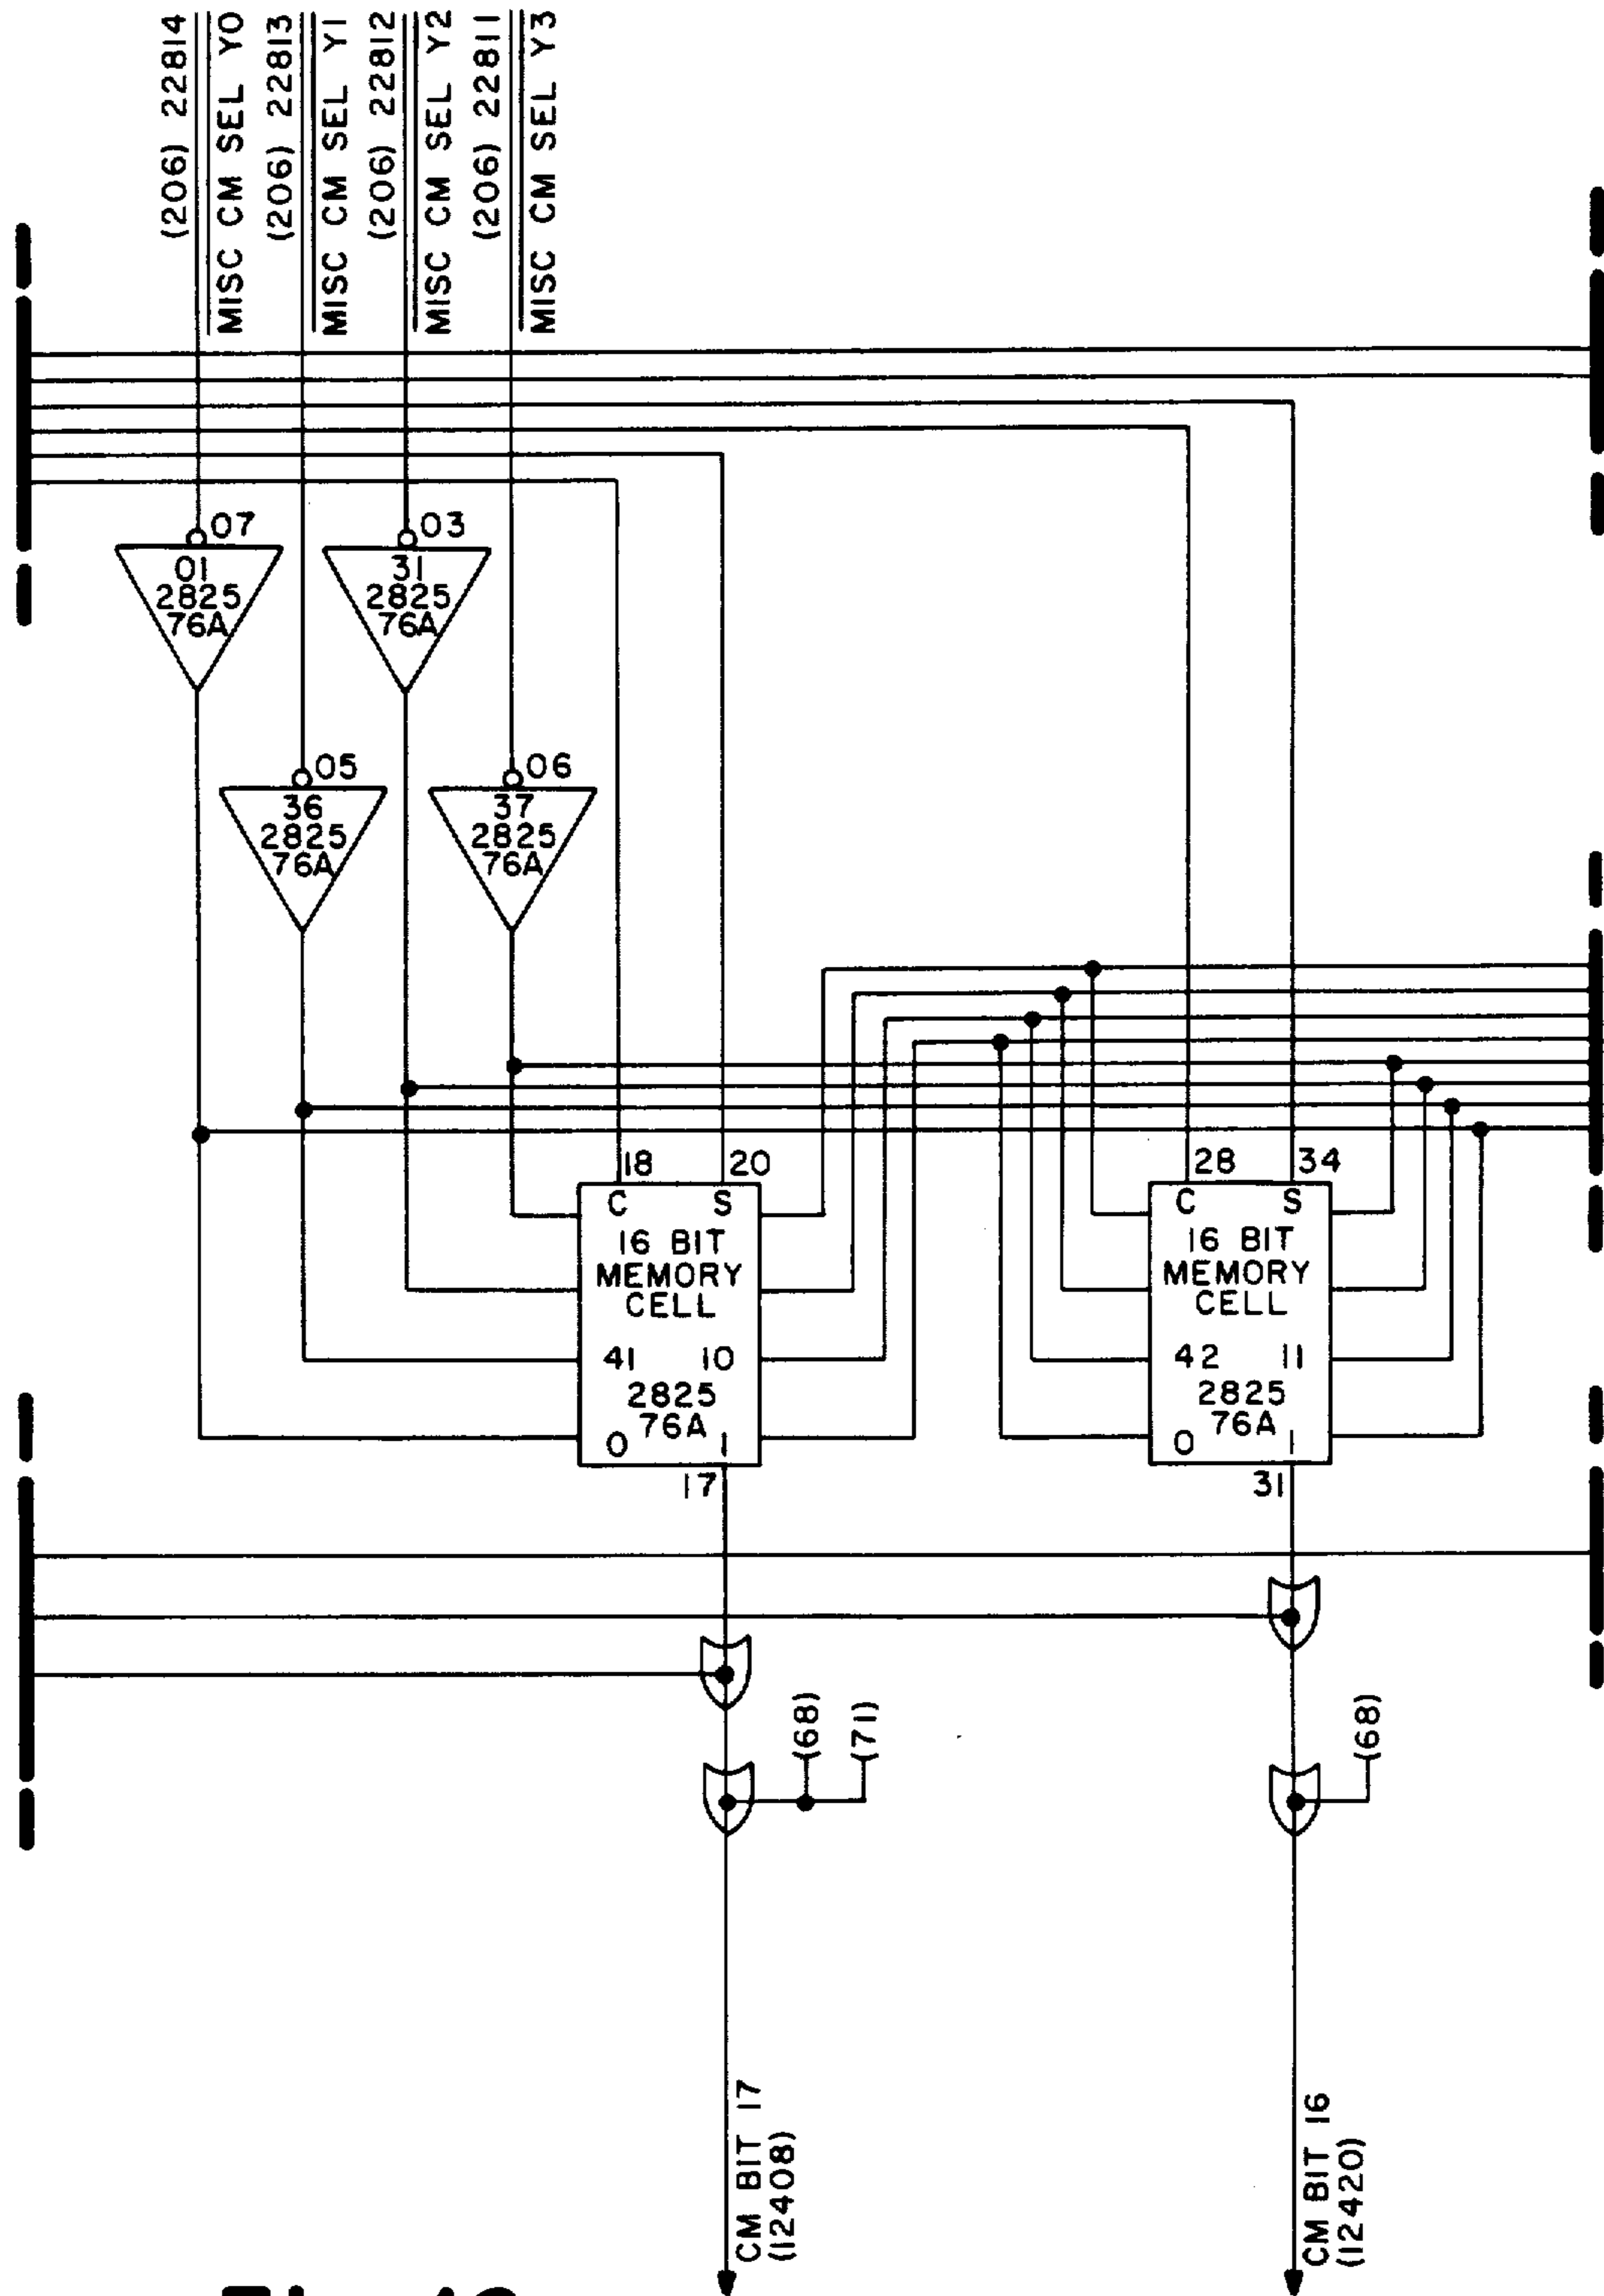 (206) 22814
MISC CM SEL Y0
(206) 22813
MISC CM SEL Y1
(206) 22812
MISC CM SEL Y2
(206) 22811
MISC CM SEL Y3
07
01
2825
76A
03
31
2825
76A
05
36
2825
76A
06
37
2825
76A
18 20
C S
16 BIT
MEMORY
CELL
41 10
2825
76A
0 1
17
28 34
C S
16 BIT
MEMORY
CELL
42 11
2825
76A
0 1
31
(68)
(71)
(68)
CM BIT 17
(12408)
CM BIT 16
(12420)